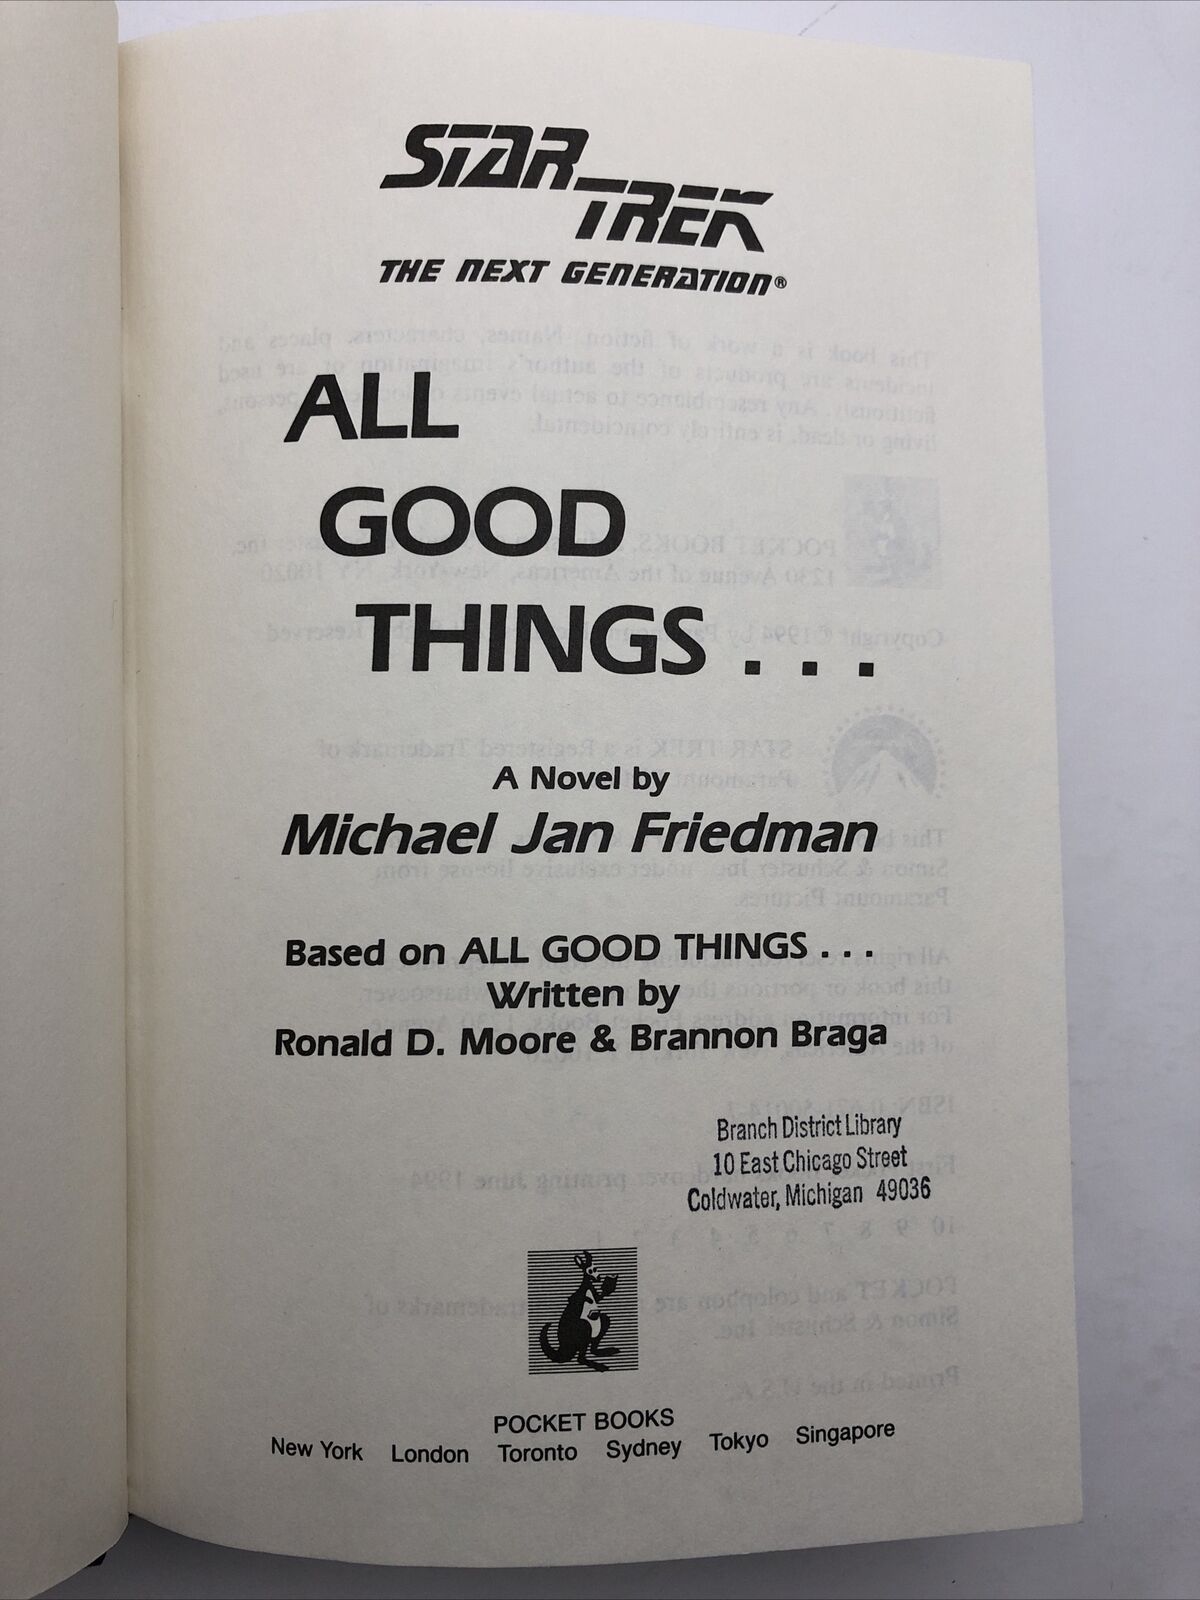 STAR
TREK
THE NEXT GENERATION®
ALL
GOOD
THINGS . . .
A Novel by
Michael Jan Friedman
Based on ALL GOOD THINGS . . .
Written by
Ronald D. Moore & Brannon Braga
Branch District Library
10 East Chicago Street
Coldwater, Michigan 49036
POCKET BOOKS
New York London Toronto Sydney Tokyo Singapore